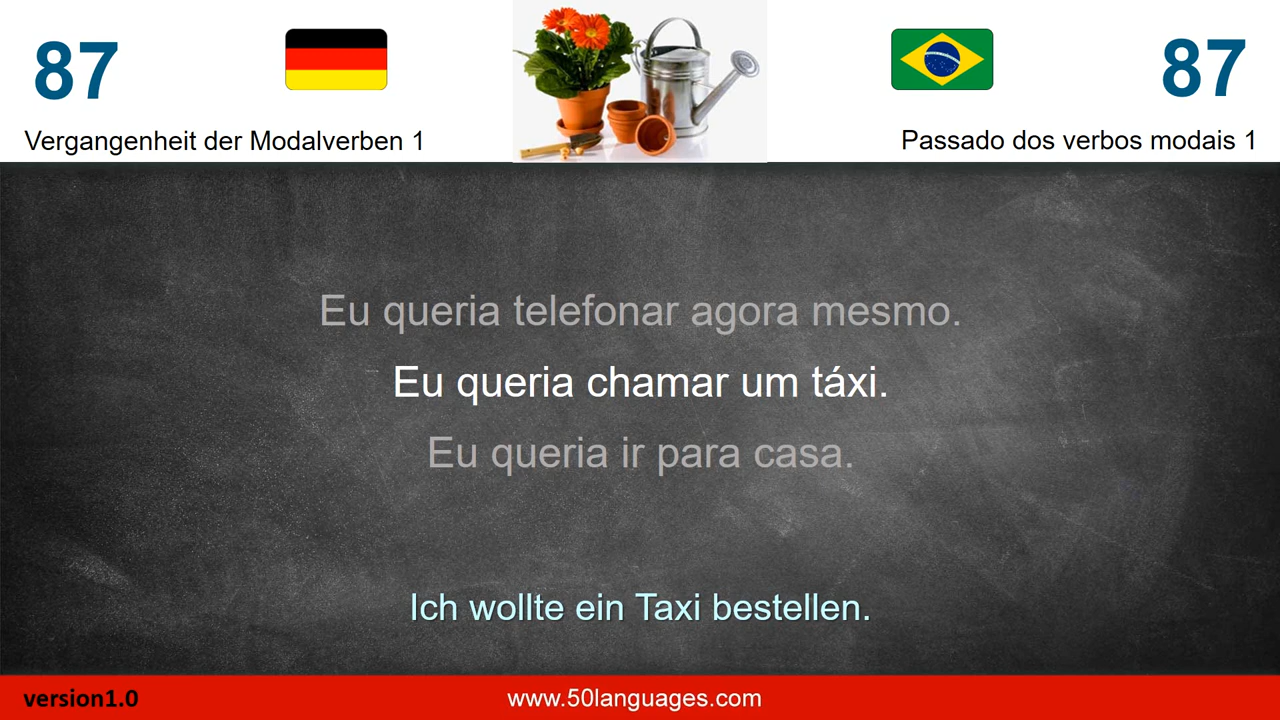 87
87
Vergangenheit der Modalverben 1
Passado dos verbos modais 1
Eu queria telefonar agora mesmo.
Eu queria chamar um táxi.
Eu queria ir para casa.
Ich wollte ein Taxi bestellen.
version1.0
www.50languages.com